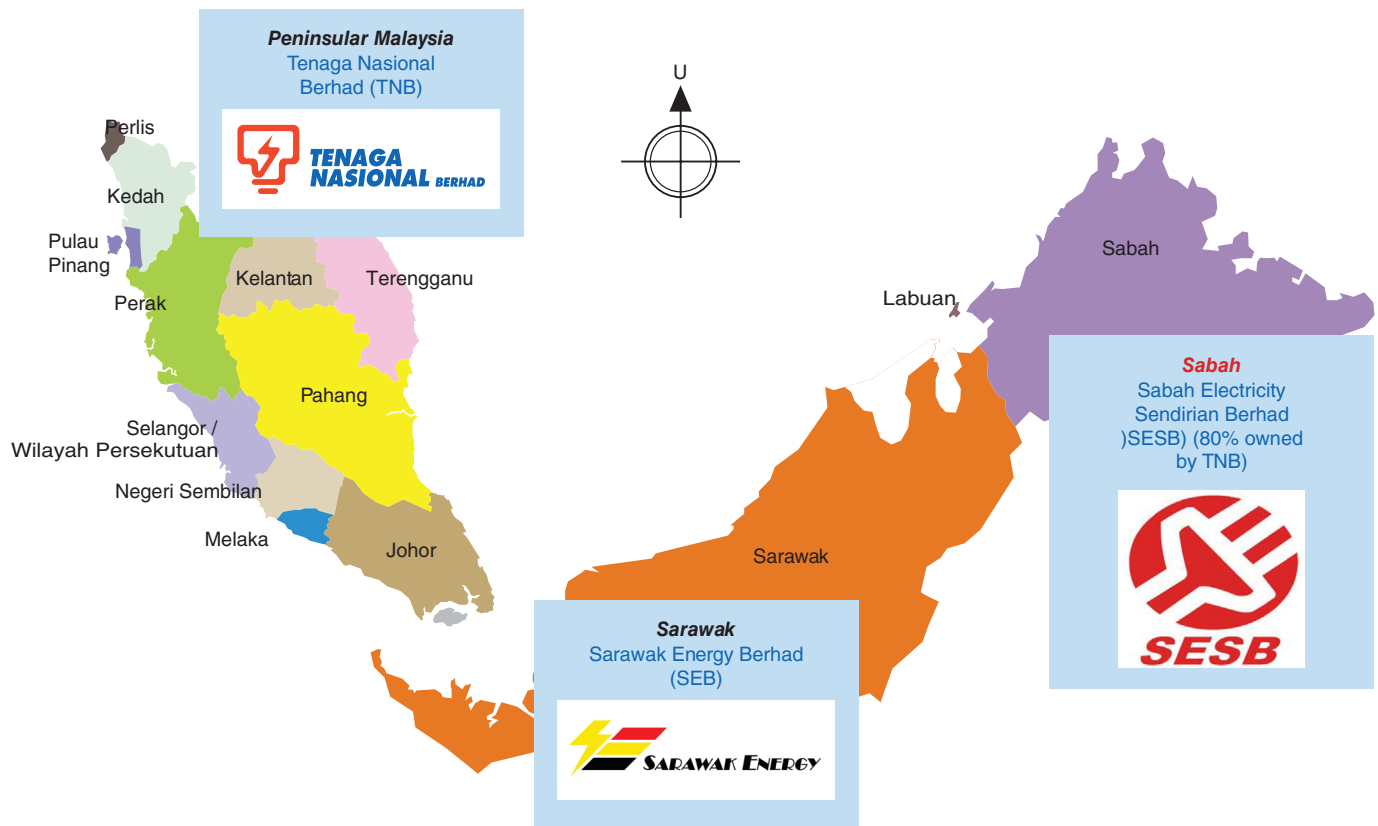 Peninsular Malaysia
Tenaga Nasional
Berhad (TNB)
TENAGA
NASIONAL BERHAD
U
Perlis
Kedah
Pulau
Pinang
Perak
Kelantan
Terengganu
Pahang
Selangor /
Wilayah Persekutuan
Negeri Sembilan
Melaka
Johor
Sabah
Labuan
Sarawak
Sabah
Sabah Electricity
Sendirian Berhad
)SESB) (80% owned
by TNB)
SESB
Sarawak
Sarawak Energy Berhad
(SEB)
SARAWAK ENERGY